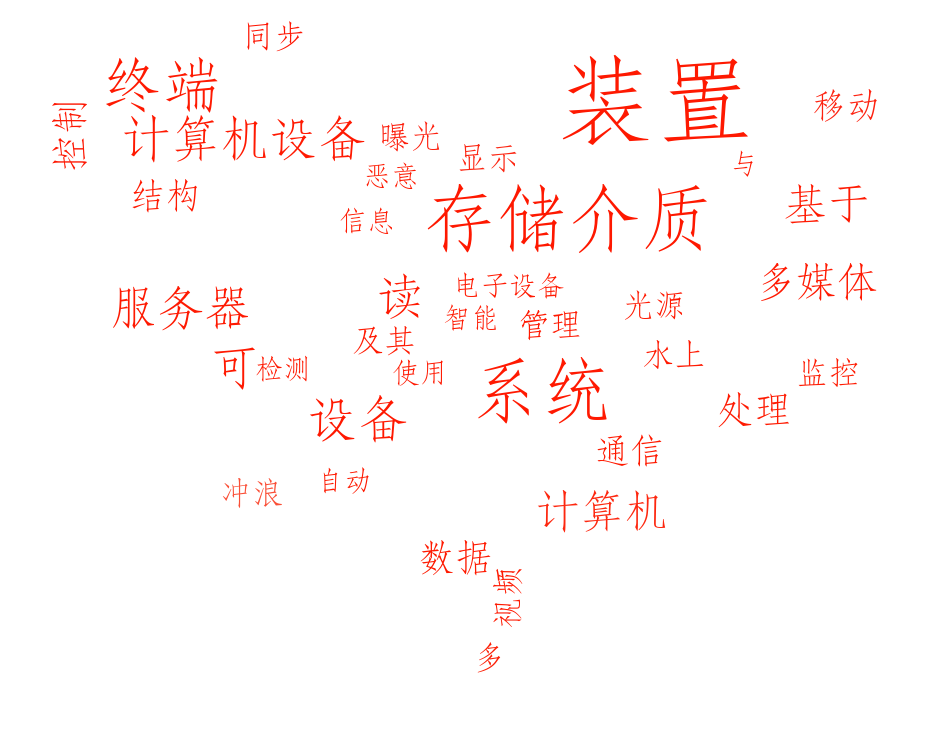 同步
终端
装置
移动
控制
计算机设备
曝光
显示
与
恶意
结构
信息
存储介质
基于
多媒体
服务器
读
电子设备
光源
智能
管理
及其
水上
可
检测
使用
系统
监控
设备
处理
通信
冲浪
自动
计算机
数据
视频
多